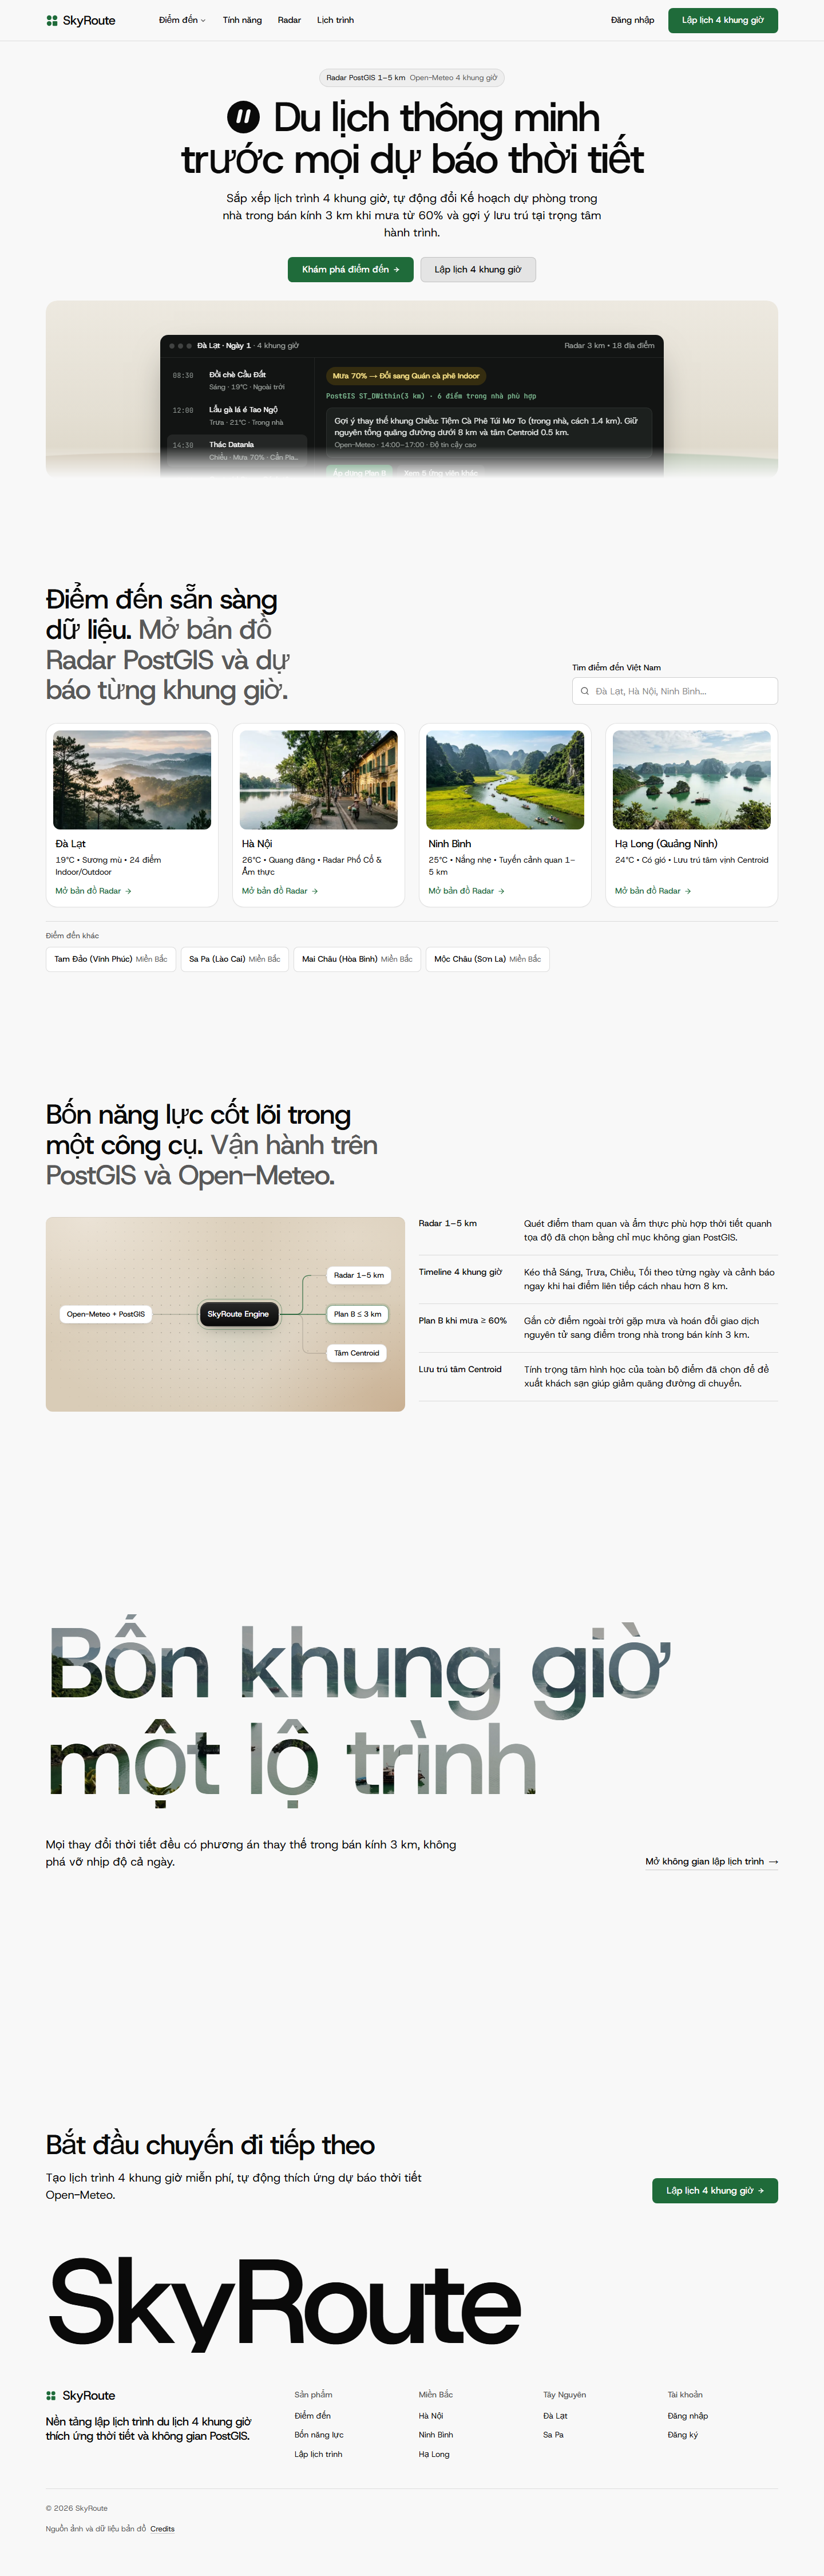 SkyRoute
Điểm đến
Tính năng
Radar
Lịch trình
Đăng nhập
Lập lịch 4 khung giờ
Radar PostGIS 1–5 km Open-Meteo 4 khung giờ
Du lịch thông minh
trước mọi dự báo thời tiết
Sắp xếp lịch trình 4 khung giờ, tự động đổi Kế hoạch dự phòng trong
nhà trong bán kính 3 km khi mưa từ 60% và gợi ý lưu trú tại trọng tâm
hành trình.
Khám phá điểm đến →
Lập lịch 4 khung giờ
Đà Lạt · Ngày 1 · 4 khung giờ
Radar 3 km • 18 địa điểm
08:30 Đồi chè Cầu Đất
Sáng · 19°C · Ngoài trời
12:00 Lẩu gà lá é Tao Ngộ
Trưa · 21°C · Trong nhà
14:30 Thác Datanla
Chiều · Mưa 70% · Cần Pla...
Mưa 70% → Đổi sang Quán cà phê Indoor
PostGIS ST_DWithin(3 km) · 6 điểm trong nhà phù hợp
Gợi ý thay thế khung Chiều: Tiệm Cà Phê Túi Mơ To (trong nhà, cách 1.4 km). Giữ
nguyên tổng quãng đường dưới 8 km và tâm Centroid 0.5 km.
Open-Meteo · 14:00–17:00 · Độ tin cậy cao
Áp dụng Plan B
Xem 5 ứng viên khác
Điểm đến sẵn sàng
dữ liệu. Mở bản đồ
Radar PostGIS và dự
báo từng khung giờ.
Tìm điểm đến Việt Nam
Đà Lạt, Hà Nội, Ninh Bình...
Đà Lạt
19°C • Sương mù • 24 điểm
Indoor/Outdoor
Mở bản đồ Radar →
Hà Nội
26°C • Quang đãng • Radar Phố Cổ &
Ẩm thực
Mở bản đồ Radar →
Ninh Bình
25°C • Nắng nhẹ • Tuyến cảnh quan 1–
5 km
Mở bản đồ Radar →
Hạ Long (Quảng Ninh)
24°C • Có gió • Lưu trú tâm vịnh Centroid
Mở bản đồ Radar →
Điểm đến khác
Tam Đảo (Vĩnh Phúc) Miền Bắc
Sa Pa (Lào Cai) Miền Bắc
Mai Châu (Hòa Bình) Miền Bắc
Mộc Châu (Sơn La) Miền Bắc
Bốn năng lực cốt lõi trong
một công cụ. Vận hành trên
PostGIS và Open-Meteo.
Open-Meteo + PostGIS
SkyRoute Engine
Radar 1–5 km
Plan B ≤ 3 km
Tâm Centroid
Radar 1–5 km
Quét điểm tham quan và ẩm thực phù hợp thời tiết quanh
tọa độ đã chọn bằng chỉ mục không gian PostGIS.
Timeline 4 khung giờ
Kéo thả Sáng, Trưa, Chiều, Tối theo từng ngày và cảnh báo
ngay khi hai điểm liên tiếp cách nhau hơn 8 km.
Plan B khi mưa ≥ 60%
Gắn cờ điểm ngoài trời gặp mưa và hoán đổi giao dịch
nguyên tử sang điểm trong nhà trong bán kính 3 km.
Lưu trú tâm Centroid
Tính trọng tâm hình học của toàn bộ điểm đã chọn để đề
xuất khách sạn giúp giảm quãng đường di chuyển.
Bốn khung giờ
một lộ trình
Mọi thay đổi thời tiết đều có phương án thay thế trong bán kính 3 km, không
phá vỡ nhịp độ cả ngày.
Mở không gian lập lịch trình →
Bắt đầu chuyến đi tiếp theo
Tạo lịch trình 4 khung giờ miễn phí, tự động thích ứng dự báo thời tiết
Open-Meteo.
Lập lịch 4 khung giờ →
SkyRoute
SkyRoute
Nền tảng lập lịch trình du lịch 4 khung giờ
thích ứng thời tiết và không gian PostGIS.
Sản phẩm
Điểm đến
Bốn năng lực
Lập lịch trình
Miền Bắc
Hà Nội
Ninh Bình
Hạ Long
Tây Nguyên
Đà Lạt
Sa Pa
Tài khoản
Đăng nhập
Đăng ký
© 2026 SkyRoute
Nguồn ảnh và dữ liệu bản đồ Credits